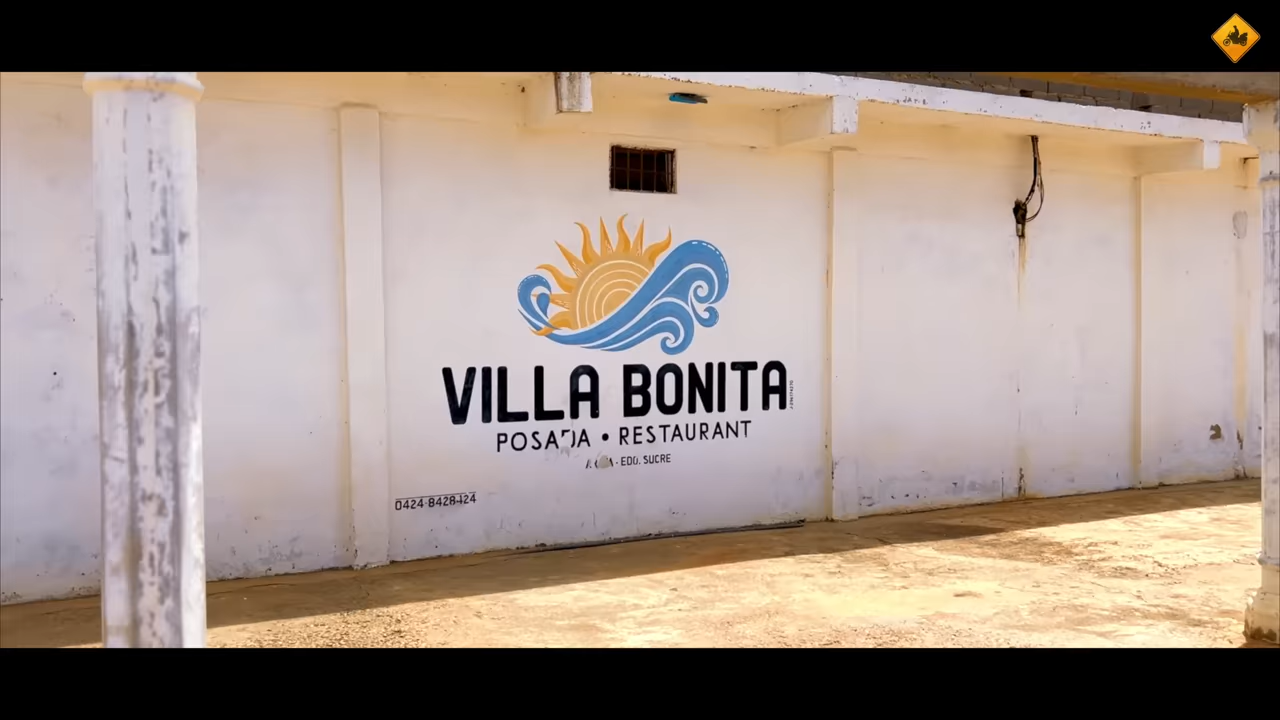 VILLA BONITA
POSADA • RESTAURANT
EDO. SUCRE
0424-8428124